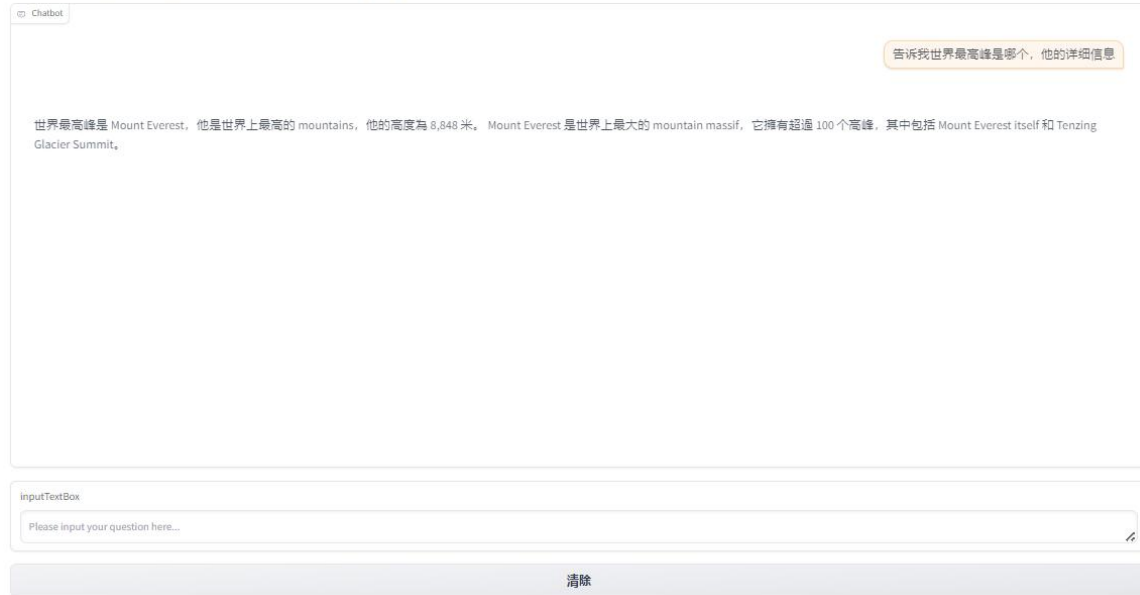 Chatbot
告诉我世界最高峰是哪个，他的详细信息
世界最高峰是 Mount Everest，他是世界上最高的 mountains，他的高度為 8,848 米。 Mount Everest 是世界上最大的 mountain massif，它擁有超過 100 个高峰，其中包括 Mount Everest itself 和 Tenzing
Glacier Summit。
inputTextBox
Please input your question here...
清除